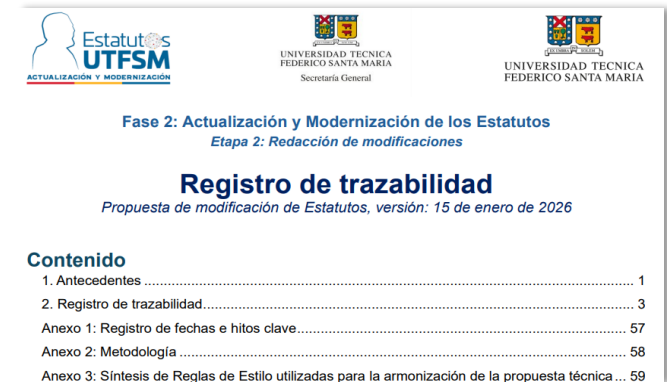 Estatutos
UTFSM
ACTUALIZACIÓN Y MODERNIZACIÓN
UNIVERSIDAD TECNICA
FEDERICO SANTA MARIA
Secretaría General
UNIVERSIDAD TECNICA
FEDERICO SANTA MARIA
Fase 2: Actualización y Modernización de los Estatutos
Etapa 2: Redacción de modificaciones
Registro de trazabilidad
Propuesta de modificación de Estatutos, versión: 15 de enero de 2026
Contenido
1. Antecedentes ........ 1
2. Registro de trazabilidad........ 3
Anexo 1: Registro de fechas e hitos clave........ 57
Anexo 2: Metodología ........ 58
Anexo 3: Síntesis de Reglas de Estilo utilizadas para la armonización de la propuesta técnica ... 59